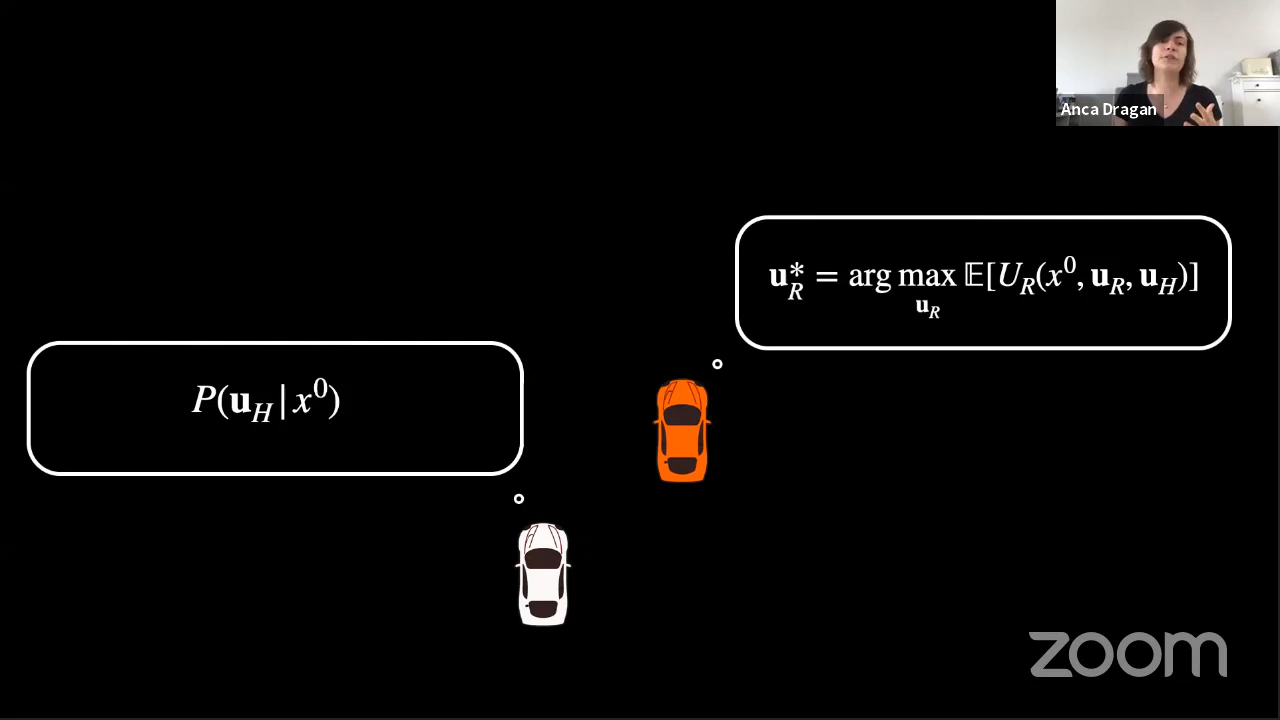 Anca Dragan
𝐮*_R = arg max_{𝐮_R} 𝔼[U_R(x^0, 𝐮_R, 𝐮_H)]
P(𝐮_H | x^0)
zoom